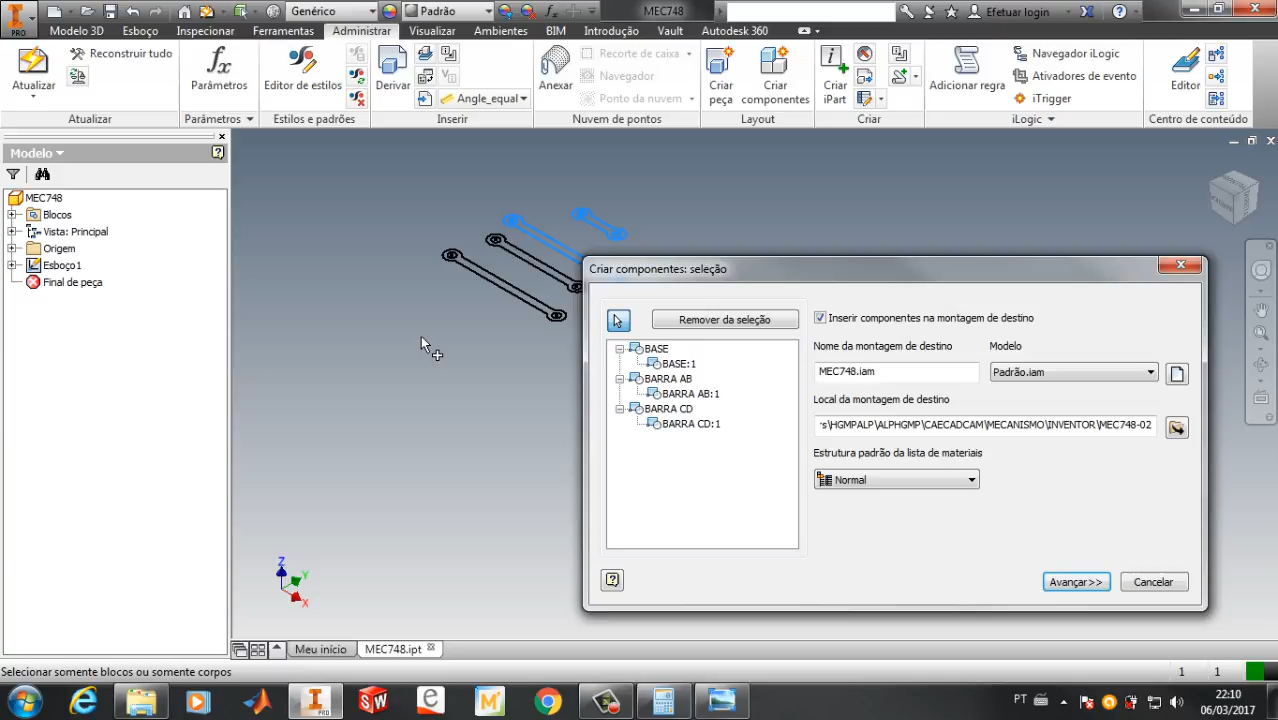 Genérico
Padrão
MEC748
Efetuar login
PRO
Modelo 3D
Esboço
Inspecionar
Ferramentas
Administrar
Visualizar
Ambientes
BIM
Introdução
Vault
Autodesk 360
Reconstruir tudo
Atualizar
Parâmetros
Editor de estilos
Derivar
Angle_equal
Anexar
Recorte de caixa
Navegador
Ponto da nuvem
Criar
peça
Criar
componentes
Criar
iPart
Adicionar regra
Navegador iLogic
Ativadores de evento
iTrigger
Editor
Atualizar
Parâmetros
Estilos e padrões
Inserir
Nuvem de pontos
Layout
Criar
iLogic
Centro de conteúdo
Modelo
MEC748
Blocos
Vista: Principal
Origem
Esboço1
Final de peça
Criar componentes: seleção
Remover da seleção
BASE
BASE:1
BARRA AB
BARRA AB:1
BARRA CD
BARRA CD:1
Inserir componentes na montagem de destino
Nome da montagem de destino
Modelo
MEC748.iam
Padrão.iam
Local da montagem de destino
s\HGMPALP\ALPHGMP\CAECADCAM\MECANISMO\INVENTOR\MEC748-02
Estrutura padrão da lista de materiais
Normal
Avançar>>
Cancelar
Z
Y
X
Meu início
MEC748.ipt
Selecionar somente blocos ou somente corpos
1
1
PRO
PT
22:10
06/03/2017